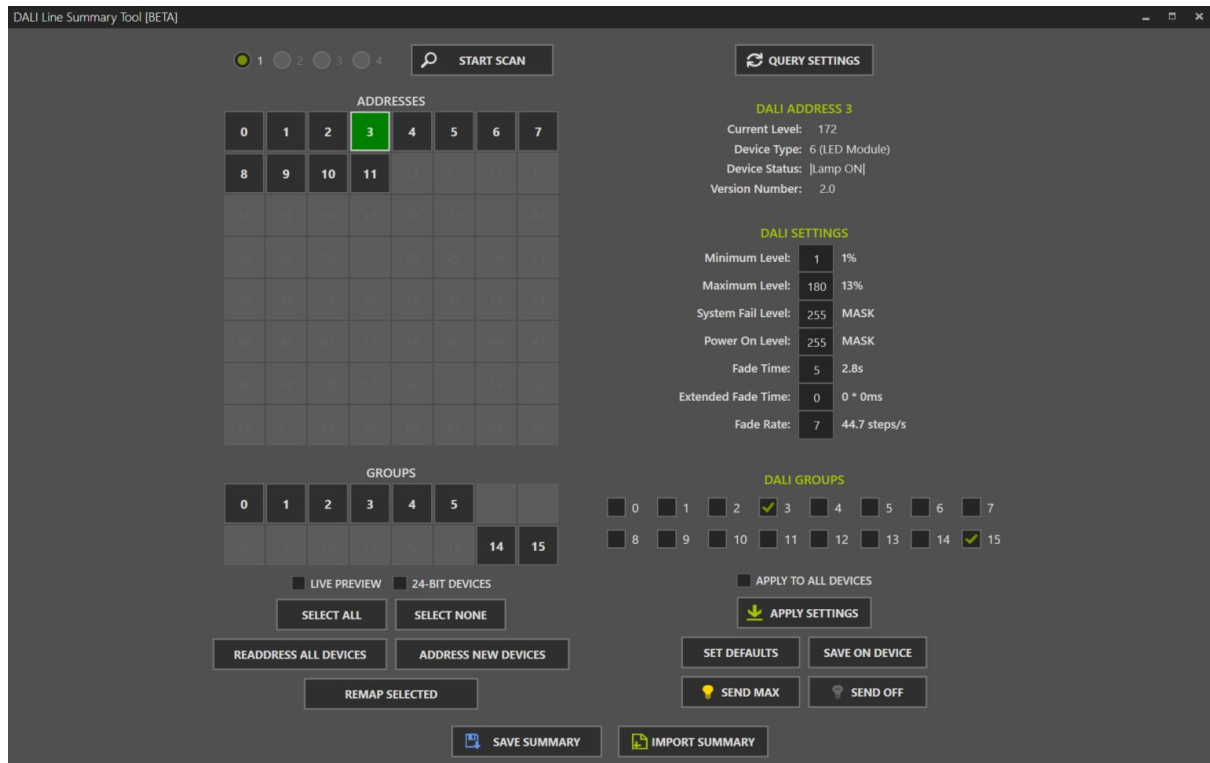 DALI Line Summary Tool [BETA]
1 2 3 4 START SCAN
QUERY SETTINGS
ADDRESSES
0 1 2 3 4 5 6 7
8 9 10 11
DALI ADDRESS 3
Current Level: 172
Device Type: 6 (LED Module)
Device Status: |Lamp ON|
Version Number: 2.0
DALI SETTINGS
Minimum Level: 1 1%
Maximum Level: 180 13%
System Fail Level: 255 MASK
Power On Level: 255 MASK
Fade Time: 5 2.8s
Extended Fade Time: 0 0 * 0ms
Fade Rate: 7 44.7 steps/s
GROUPS
0 1 2 3 4 5
14 15
LIVE PREVIEW 24-BIT DEVICES
SELECT ALL SELECT NONE
READDRESS ALL DEVICES ADDRESS NEW DEVICES
REMAP SELECTED
DALI GROUPS
0 1 2 3 4 5 6 7
8 9 10 11 12 13 14 15
APPLY TO ALL DEVICES
APPLY SETTINGS
SET DEFAULTS SAVE ON DEVICE
SEND MAX SEND OFF
SAVE SUMMARY IMPORT SUMMARY